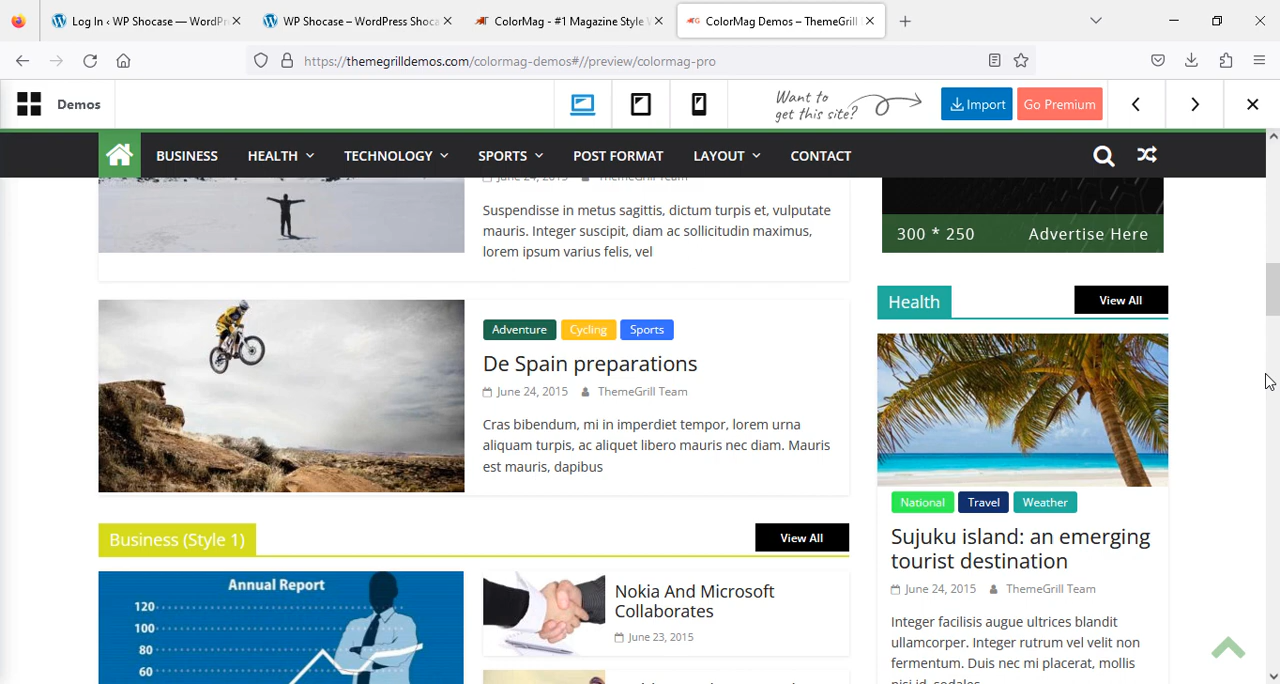 Log In ‹ WP Shocase — WordPr
WP Shocase – WordPress Shoca
ColorMag - #1 Magazine Style
ColorMag Demos – ThemeGrill
https://themegrilldemos.com/colormag-demos#//preview/colormag-pro
Demos
Want to
get this site?
Import
Go Premium
BUSINESS
HEALTH
TECHNOLOGY
SPORTS
POST FORMAT
LAYOUT
CONTACT
June 24, 2015 ThemeGrill Team
Suspendisse in metus sagittis, dictum turpis et, vulputate
mauris. Integer suscipit, diam ac sollicitudin maximus,
lorem ipsum varius felis, vel
300 * 250 Advertise Here
Adventure Cycling Sports
De Spain preparations
June 24, 2015 ThemeGrill Team
Cras bibendum, mi in imperdiet tempor, lorem urna
aliquam turpis, ac aliquet libero mauris nec diam. Mauris
est mauris, dapibus
Business (Style 1)
View All
Annual Report
120
100
80
60
Nokia And Microsoft
Collaborates
June 23, 2015
Health
View All
National Travel Weather
Sujuku island: an emerging
tourist destination
June 24, 2015 ThemeGrill Team
Integer facilisis augue ultrices blandit
ullamcorper. Integer rutrum vel velit non
fermentum. Duis nec mi placerat, mollis
nisi id, sodales